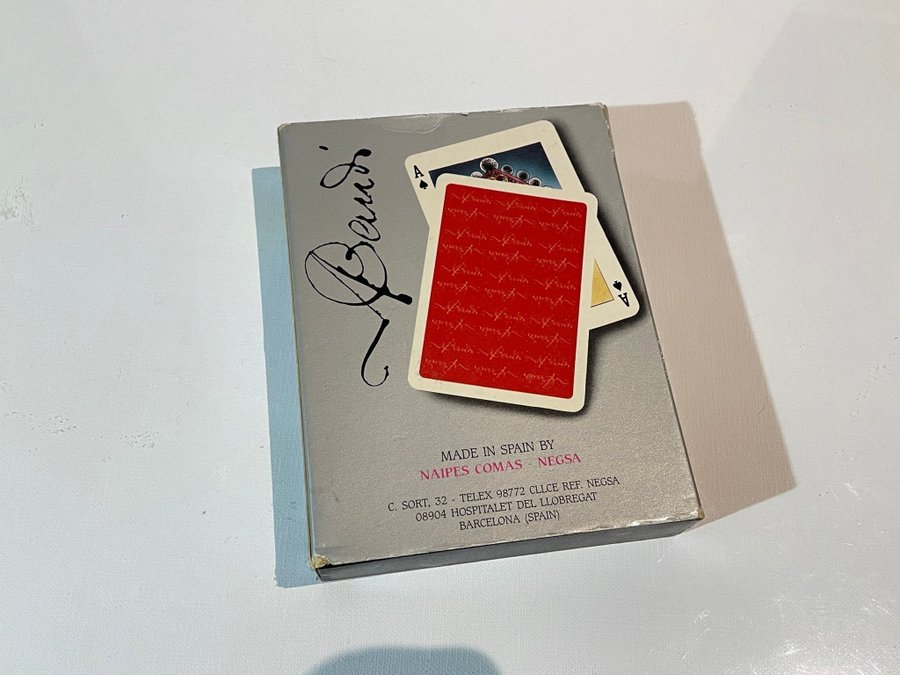 A
A
MADE IN SPAIN BY
NAIPES COMAS - NEGSA
C. SORT, 32 - TELEX 98772 CLLCE REF. NEGSA
08904 HOSPITALET DEL LLOBREGAT
BARCELONA (SPAIN)